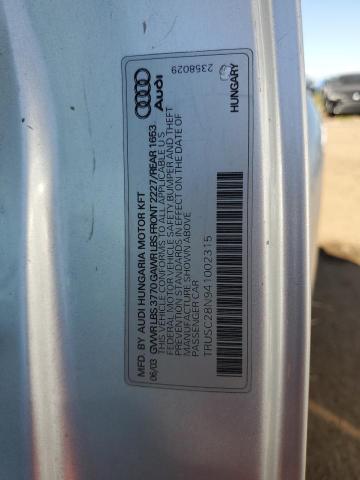 Audi
2358029
HUNGARY
MFD. BY AUDI HUNGARIA MOTOR KFT
06/03 GVWR LBS 3770 GAWR LBS FRONT 2227/REAR 1653
THIS VEHICLE CONFORMS TO ALL APPLICABLE U S
FEDERAL MOTOR VEHICLE SAFETY BUMPER AND THEFT
PREVENTION STANDARDS IN EFFECT ON THE DATE OF
MANUFACTURE SHOWN ABOVE
PASSENGER CAR
TRUSC28N941002315